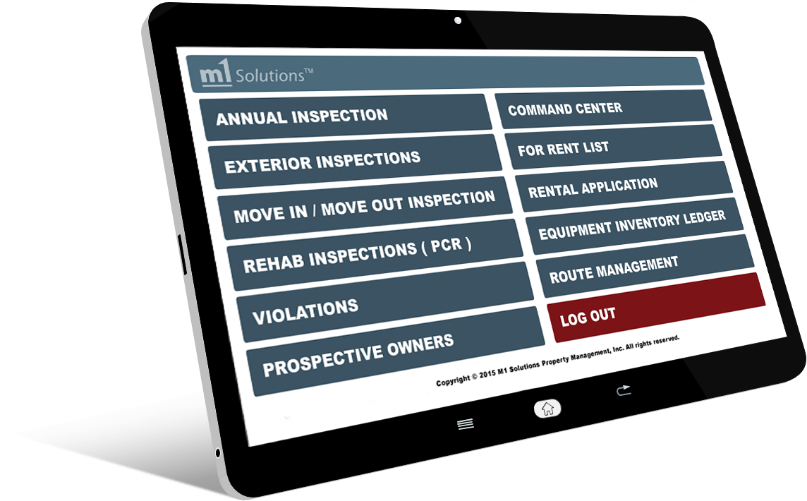 m1 Solutions™
ANNUAL INSPECTION
EXTERIOR INSPECTIONS
MOVE IN / MOVE OUT INSPECTION
REHAB INSPECTIONS ( PCR )
VIOLATIONS
PROSPECTIVE OWNERS
COMMAND CENTER
FOR RENT LIST
RENTAL APPLICATION
EQUIPMENT INVENTORY LEDGER
ROUTE MANAGEMENT
LOG OUT
Copyright © 2015 M1 Solutions Property Management, Inc. All rights reserved.